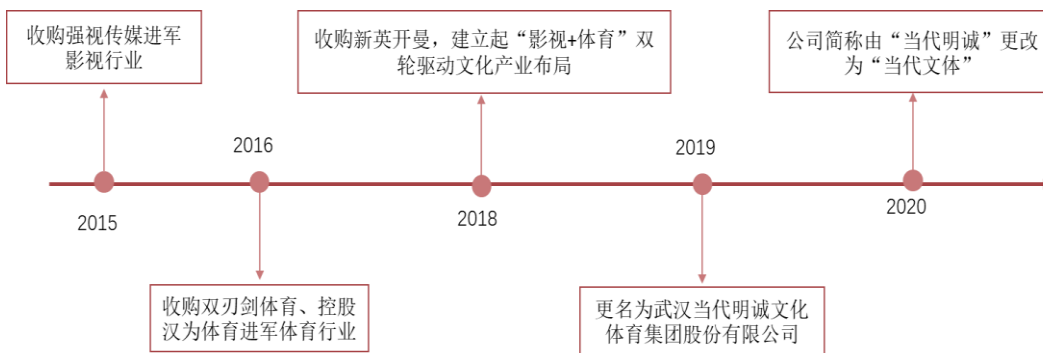 收购强视传媒进军
影视行业
收购新英开曼，建立起“影视+体育”双
轮驱动文化产业布局
公司简称由“当代明诚”更改
为“当代文体”
2016
2019
2015
2018
2020
收购双刃剑体育、控股
汉为体育进军体育行业
更名为武汉当代明诚文化
体育集团股份有限公司